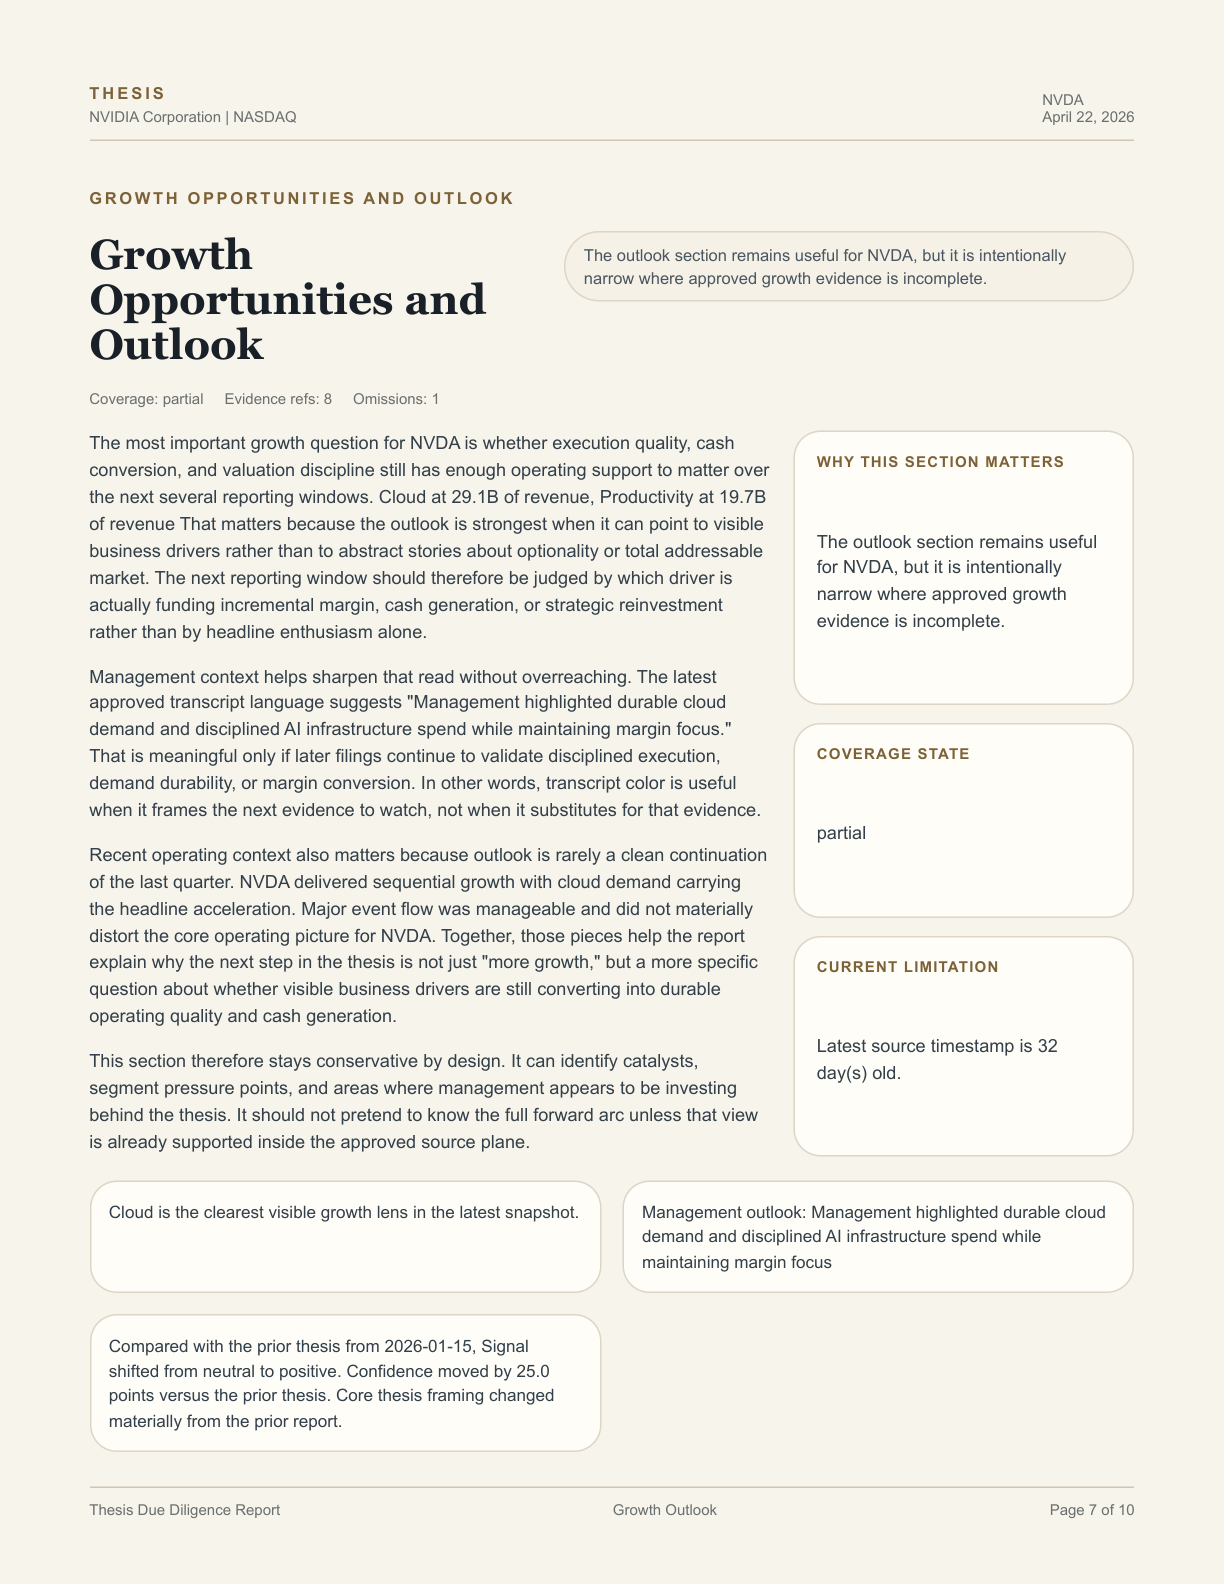 THESIS
NVIDIA Corporation | NASDAQ
NVDA
April 22, 2026
GROWTH OPPORTUNITIES AND OUTLOOK
Growth
Opportunities and
Outlook
The outlook section remains useful for NVDA, but it is intentionally
narrow where approved growth evidence is incomplete.
Coverage: partial Evidence refs: 8 Omissions: 1
The most important growth question for NVDA is whether execution quality, cash
conversion, and valuation discipline still has enough operating support to matter over
the next several reporting windows. Cloud at 29.1B of revenue, Productivity at 19.7B
of revenue That matters because the outlook is strongest when it can point to visible
business drivers rather than to abstract stories about optionality or total addressable
market. The next reporting window should therefore be judged by which driver is
actually funding incremental margin, cash generation, or strategic reinvestment
rather than by headline enthusiasm alone.
Management context helps sharpen that read without overreaching. The latest
approved transcript language suggests "Management highlighted durable cloud
demand and disciplined AI infrastructure spend while maintaining margin focus."
That is meaningful only if later filings continue to validate disciplined execution,
demand durability, or margin conversion. In other words, transcript color is useful
when it frames the next evidence to watch, not when it substitutes for that evidence.
Recent operating context also matters because outlook is rarely a clean continuation
of the last quarter. NVDA delivered sequential growth with cloud demand carrying
the headline acceleration. Major event flow was manageable and did not materially
distort the core operating picture for NVDA. Together, those pieces help the report
explain why the next step in the thesis is not just "more growth," but a more specific
question about whether visible business drivers are still converting into durable
operating quality and cash generation.
This section therefore stays conservative by design. It can identify catalysts,
segment pressure points, and areas where management appears to be investing
behind the thesis. It should not pretend to know the full forward arc unless that view
is already supported inside the approved source plane.
WHY THIS SECTION MATTERS
The outlook section remains useful
for NVDA, but it is intentionally
narrow where approved growth
evidence is incomplete.
COVERAGE STATE
partial
CURRENT LIMITATION
Latest source timestamp is 32
day(s) old.
Cloud is the clearest visible growth lens in the latest snapshot.
Management outlook: Management highlighted durable cloud
demand and disciplined AI infrastructure spend while
maintaining margin focus
Compared with the prior thesis from 2026-01-15, Signal
shifted from neutral to positive. Confidence moved by 25.0
points versus the prior thesis. Core thesis framing changed
materially from the prior report.
Thesis Due Diligence Report
Growth Outlook
Page 7 of 10